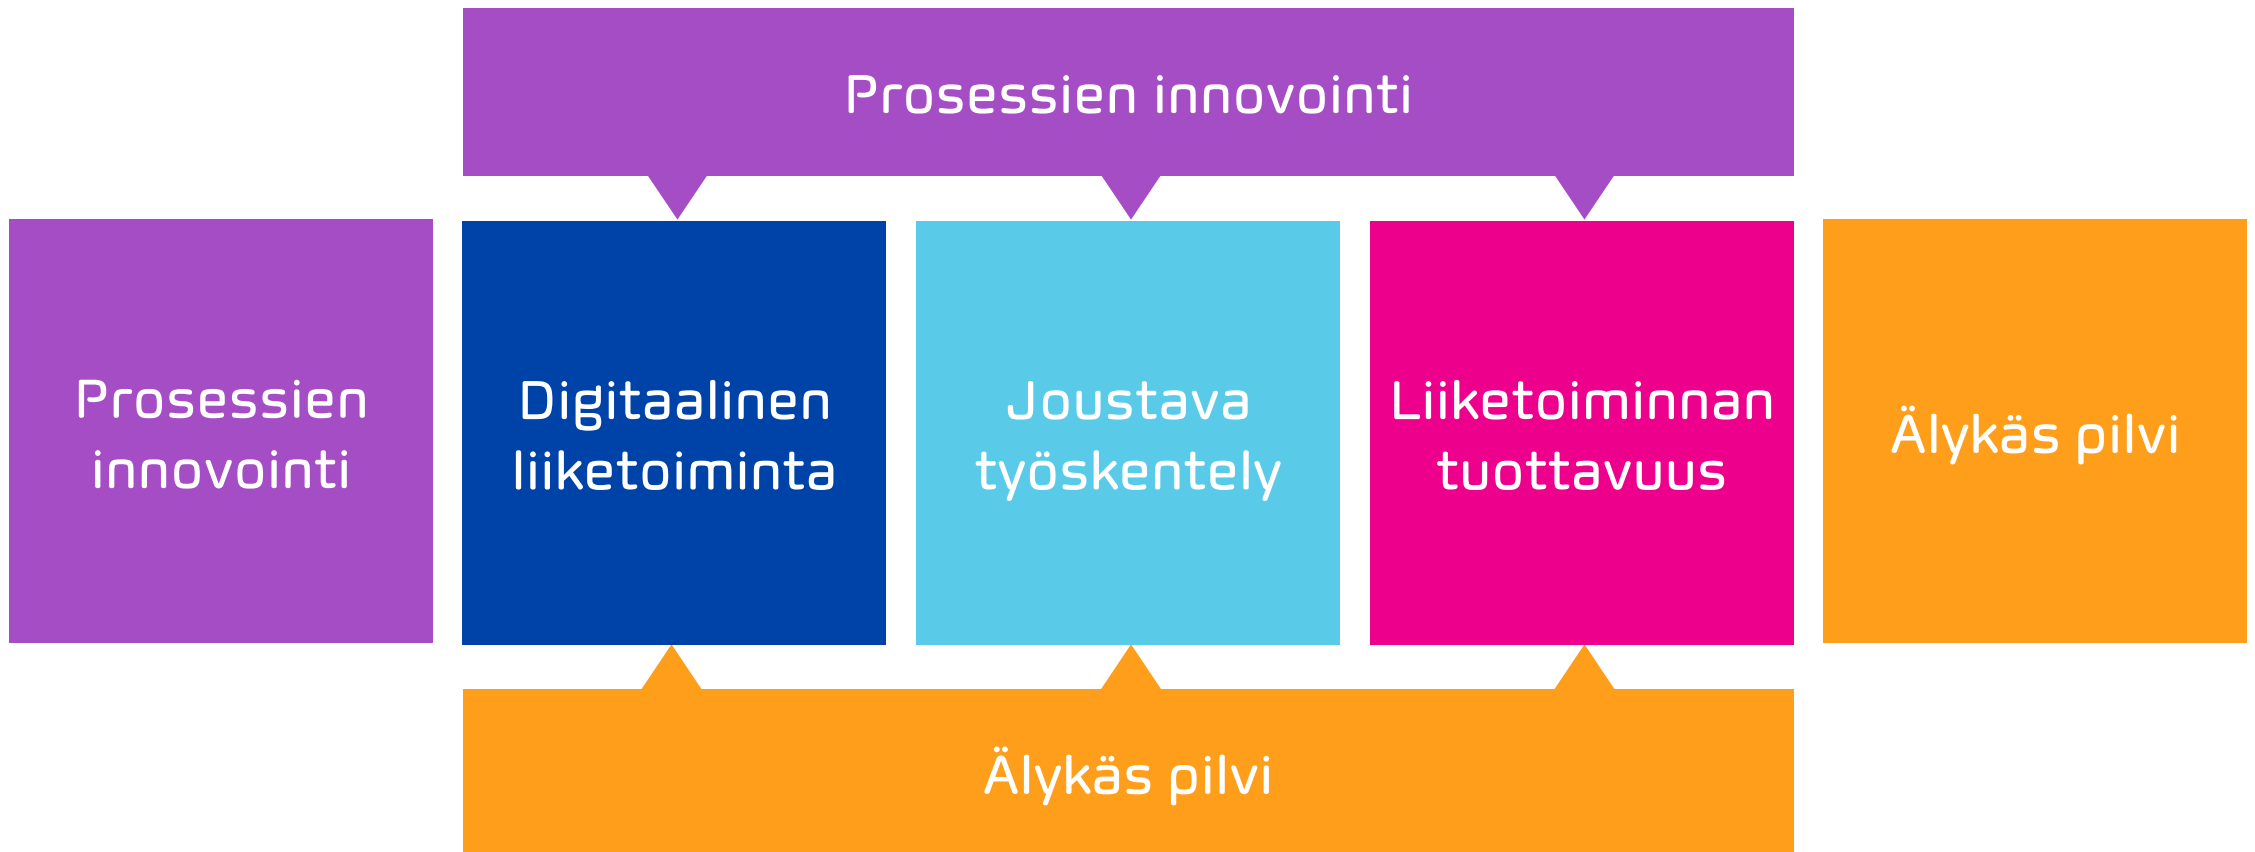 Prosessien innovointi
Prosessien
innovointi
Digitaalinen
liiketoiminta
Joustava
työskentely
Liiketoiminnan
tuottavuus
Älykäs pilvi
Älykäs pilvi